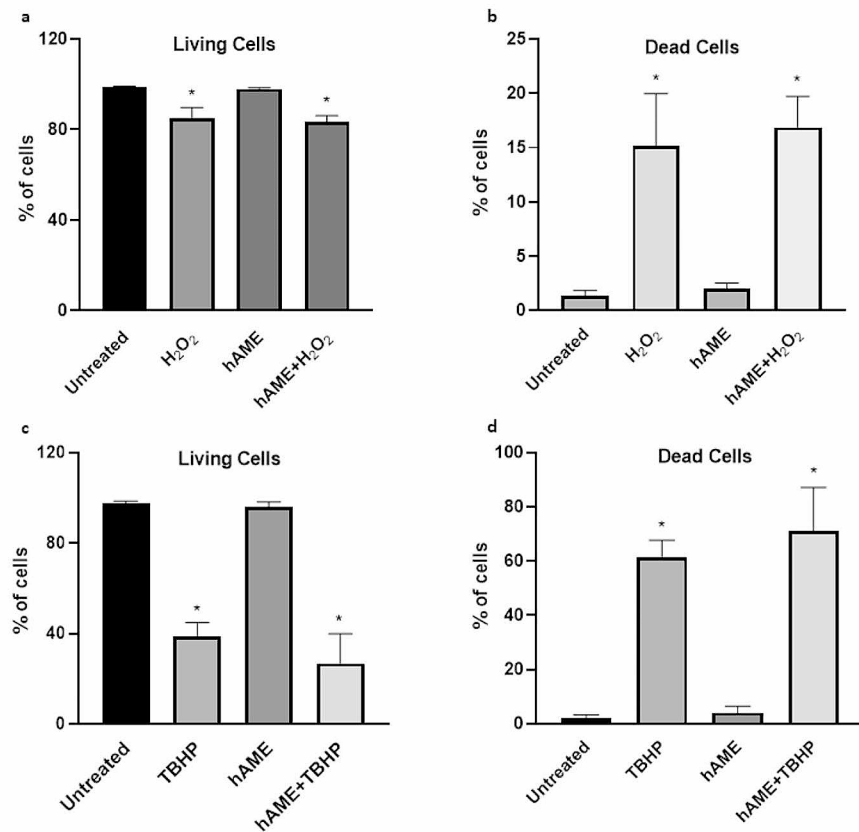 a
Living Cells
% of cells
120
80
40
0
Untreated
H₂O₂
hAME
hAME+H₂O₂
*
*
b
Dead Cells
% of cells
25
20
15
10
5
0
Untreated
H₂O₂
hAME
hAME+H₂O₂
*
*
c
Living Cells
% of cells
120
80
40
0
Untreated
TBHP
hAME
hAME+TBHP
*
*
d
Dead Cells
% of cells
100
80
60
40
20
0
Untreated
TBHP
hAME
hAME+TBHP
*
*